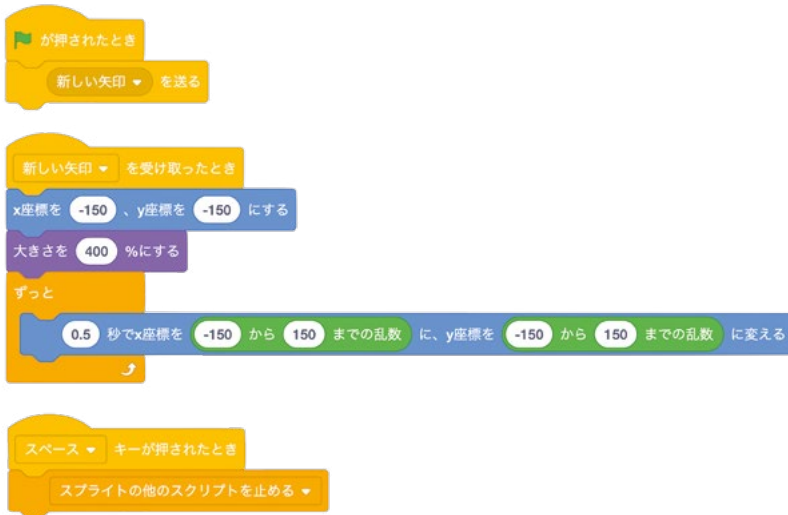 が押されたとき
新しい矢印 を送る
新しい矢印 を受け取ったとき
x座標を -150 、y座標を -150 にする
大きさを 400 %にする
ずっと
0.5 秒でx座標を -150 から 150 までの乱数 に、y座標を -150 から 150 までの乱数 に変える
スペース キーが押されたとき
スプライトの他のスクリプトを止める